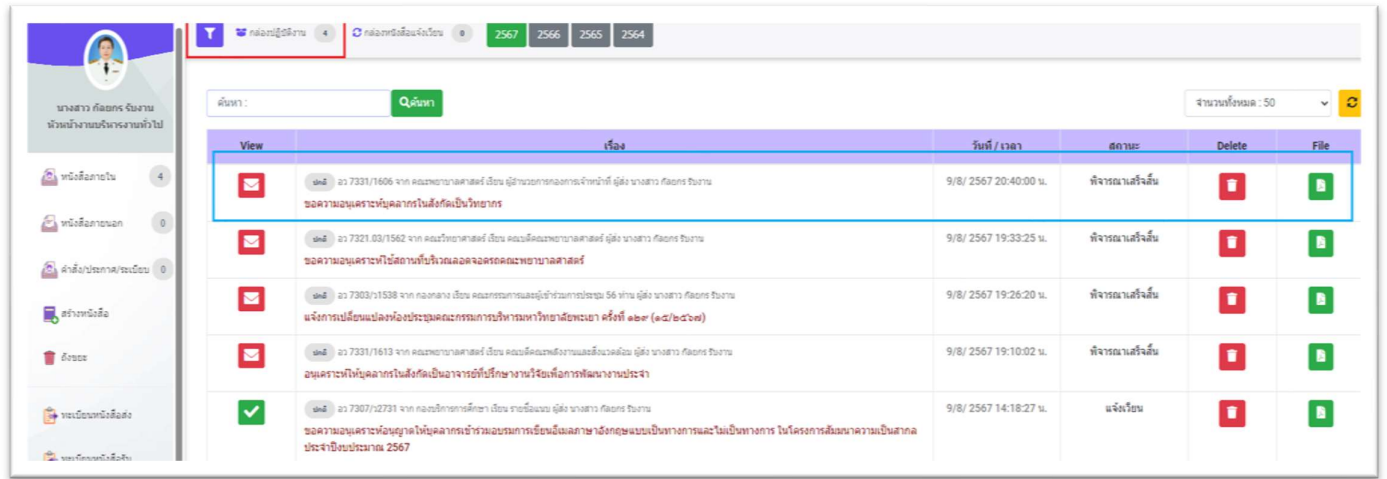 กล่องปฏิบัติงาน 4 กล่องหนังสือแจ้งเวียน 0 2567 2566 2565 2564
นางสาว กัลยกร รับงาน
หัวหน้างานบริหารงานทั่วไป
หนังสือภายใน 4
หนังสือภายนอก 0
คำสั่ง/ประกาศ/ระเบียบ 0
สร้างหนังสือ
ถังขยะ
ทะเบียนหนังสือส่ง
ทะเบียนหนังสือรับ
ค้นหา : ค้นหา จำนวนทั้งหมด : 50
View เรื่อง วันที่ / เวลา สถานะ Delete File
ปกติ อว 7331/1606 จาก คณะพยาบาลศาสตร์ เรียน ผู้อำนวยการกองการเจ้าหน้าที่ ผู้ส่ง นางสาว กัลยกร รับงาน 9/8/ 2567 20:40:00 น. พิจารณาเสร็จสิ้น
ขอความอนุเคราะห์บุคลากรในสังกัดเป็นวิทยากร
ปกติ อว 7321.03/1562 จาก คณะวิทยาศาสตร์ เรียน คณบดีคณะพยาบาลศาสตร์ ผู้ส่ง นางสาว กัลยกร รับงาน 9/8/ 2567 19:33:25 น. พิจารณาเสร็จสิ้น
ขอความอนุเคราะห์ใช้สถานที่บริเวณลอดจอดรถคณะพยาบาลศาสตร์
ปกติ อว 7303/ว1538 จาก กองกลาง เรียน คณะกรรมการและผู้เข้าร่วมการประชุม 56 ท่าน ผู้ส่ง นางสาว กัลยกร รับงาน 9/8/ 2567 19:26:20 น. พิจารณาเสร็จสิ้น
แจ้งการเปลี่ยนแปลงห้องประชุมคณะกรรมการบริหารมหาวิทยาลัยพะเยา ครั้งที่ ๑๒๙ (๑๕/๒๕๖๗)
ปกติ อว 7331/1613 จาก คณะพยาบาลศาสตร์ เรียน คณบดีคณะพลังงานและสิ่งแวดล้อม ผู้ส่ง นางสาว กัลยกร รับงาน 9/8/ 2567 19:10:02 น. พิจารณาเสร็จสิ้น
อนุเคราะห์ให้บุคลากรในสังกัดเป็นอาจารย์ที่ปรึกษางานวิจัยเพื่อการพัฒนางานประจำ
ปกติ อว 7307/ว2731 จาก กองบริการการศึกษา เรียน รายชื่อแนบ ผู้ส่ง นางสาว กัลยกร รับงาน 9/8/ 2567 14:18:27 น. แจ้งเวียน
ขอความอนุเคราะห์อนุญาตให้บุคลากรเข้าร่วมอบรมการเขียนอีเมลภาษาอังกฤษแบบเป็นทางการและไม่เป็นทางการ ในโครงการสัมมนาความเป็นสากล
ประจำปีงบประมาณ 2567